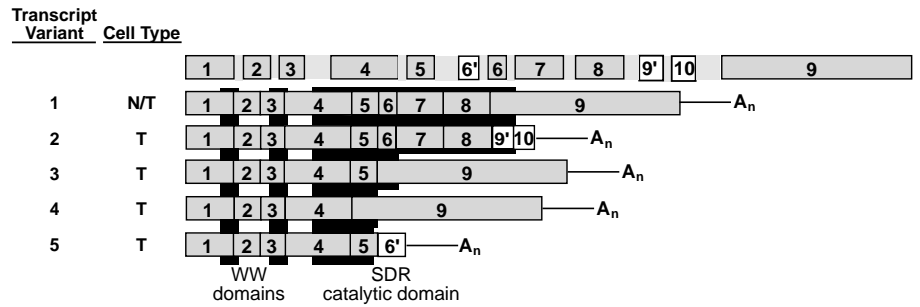 Transcript
Variant Cell Type
1 2 3 4 5 6' 6 7 8 9' 10 9
1 N/T 1 2 3 4 5 6 7 8 9 An
2 T 1 2 3 4 5 6 7 8 9' 10 An
3 T 1 2 3 4 5 9 An
4 T 1 2 3 4 9 An
5 T 1 2 3 4 5 6' An
WW SDR
domains catalytic domain